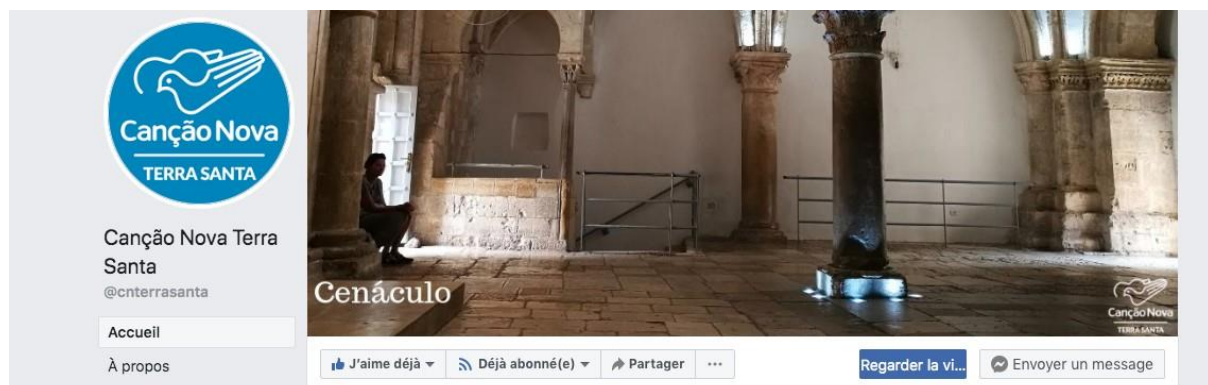 Canção Nova
TERRA SANTA
Canção Nova Terra
Santa
@cnterrasanta
Accueil
À propos
Cenáculo
Canção Nova
TERRA SANTA
J'aime déjà
Déjà abonné(e)
Partager
...
Regarder la vi...
Envoyer un message